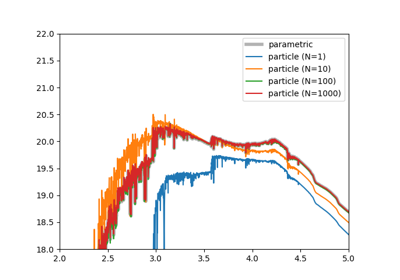 22.0
21.5
21.0
20.5
20.0
19.5
19.0
18.5
18.0
parametric
particle (N=1)
particle (N=10)
particle (N=100)
particle (N=1000)
2.0 2.5 3.0 3.5 4.0 4.5 5.0